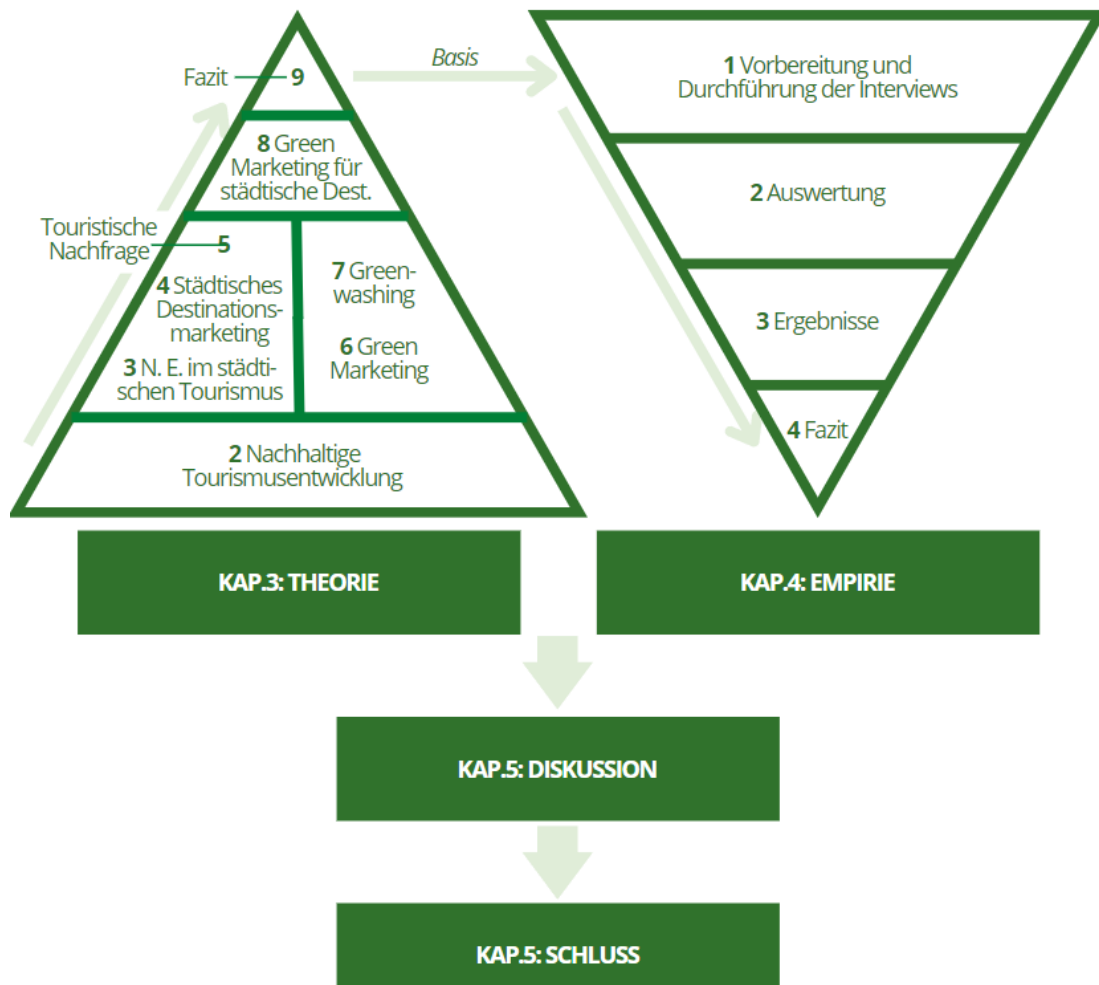 Fazit 9
8 Green
Marketing für
städtische Dest.
Touristische
Nachfrage
5
4 Städtisches
Destinations-
marketing
3 N. E. im städti-
schen Tourismus
7 Green-
washing
6 Green
Marketing
2 Nachhaltige
Tourismusentwicklung
Basis
1 Vorbereitung und
Durchführung der Interviews
2 Auswertung
3 Ergebnisse
4 Fazit
KAP.3: THEORIE
KAP.4: EMPIRIE
KAP.5: DISKUSSION
KAP.5: SCHLUSS